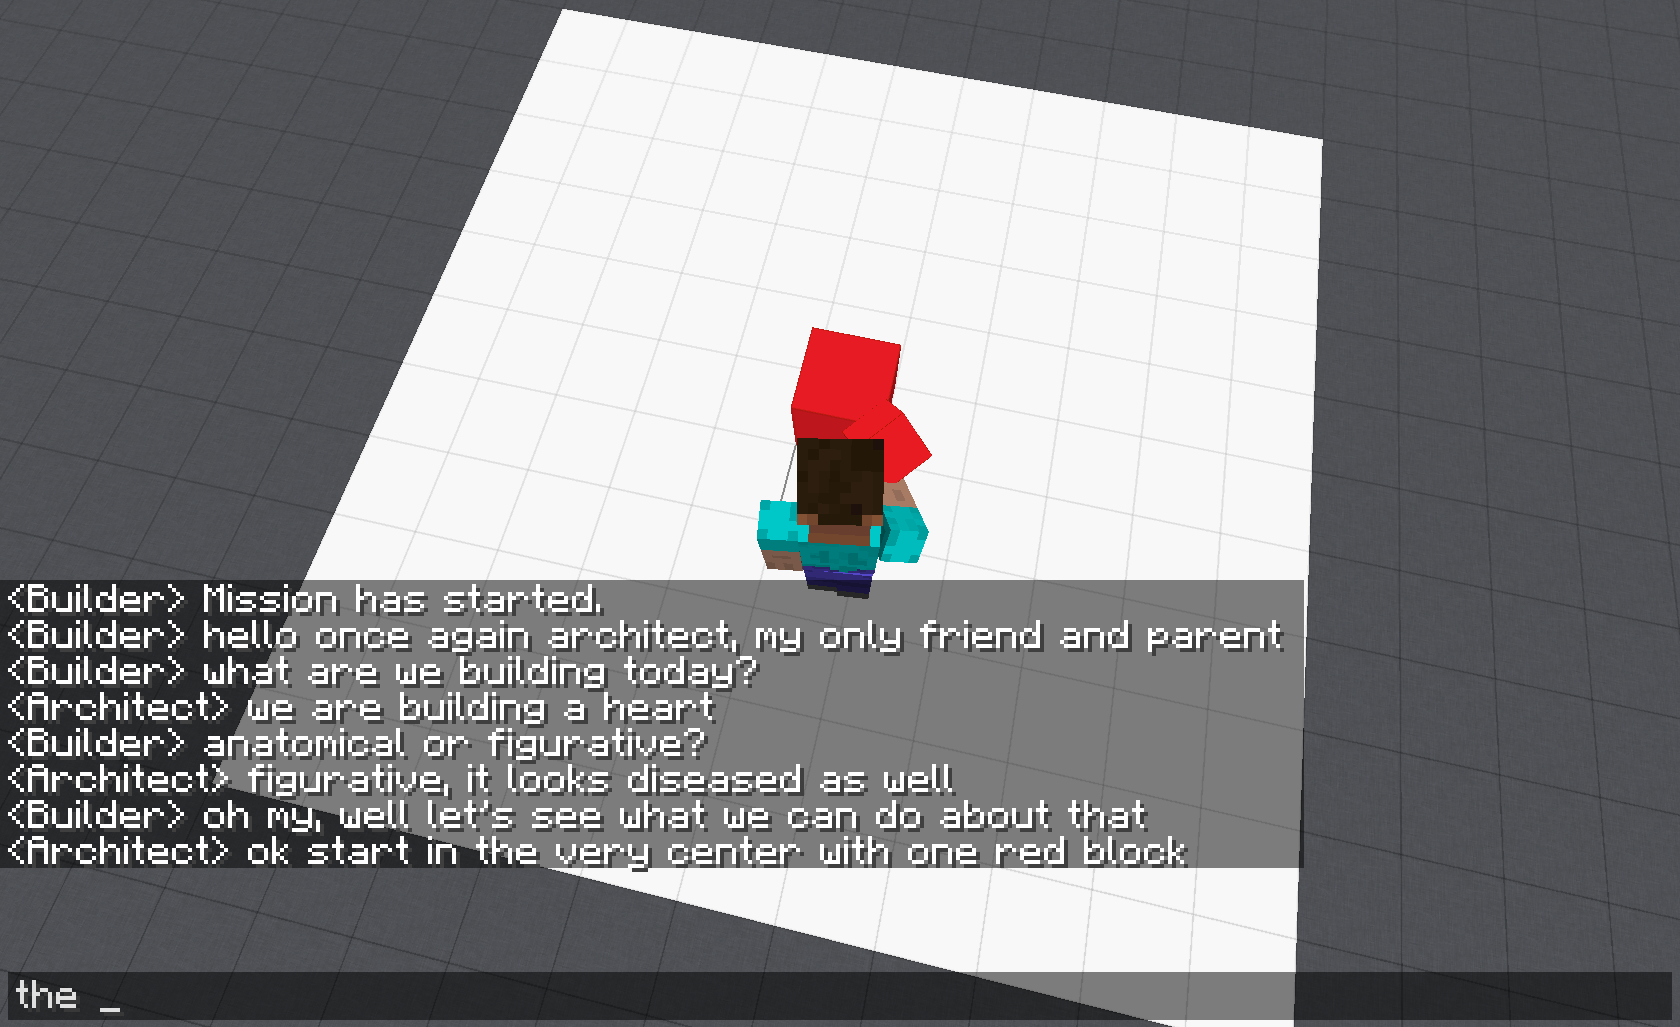 <Builder> Mission has started.
<Builder> hello once again architect, my only friend and parent
<Builder> what are we building today?
<Architect> we are building a heart
<Builder> anatomical or figurative?
<Architect> figurative, it looks diseased as well
<Builder> oh my, well let's see what we can do about that
<Architect> ok start in the very center with one red block
the _